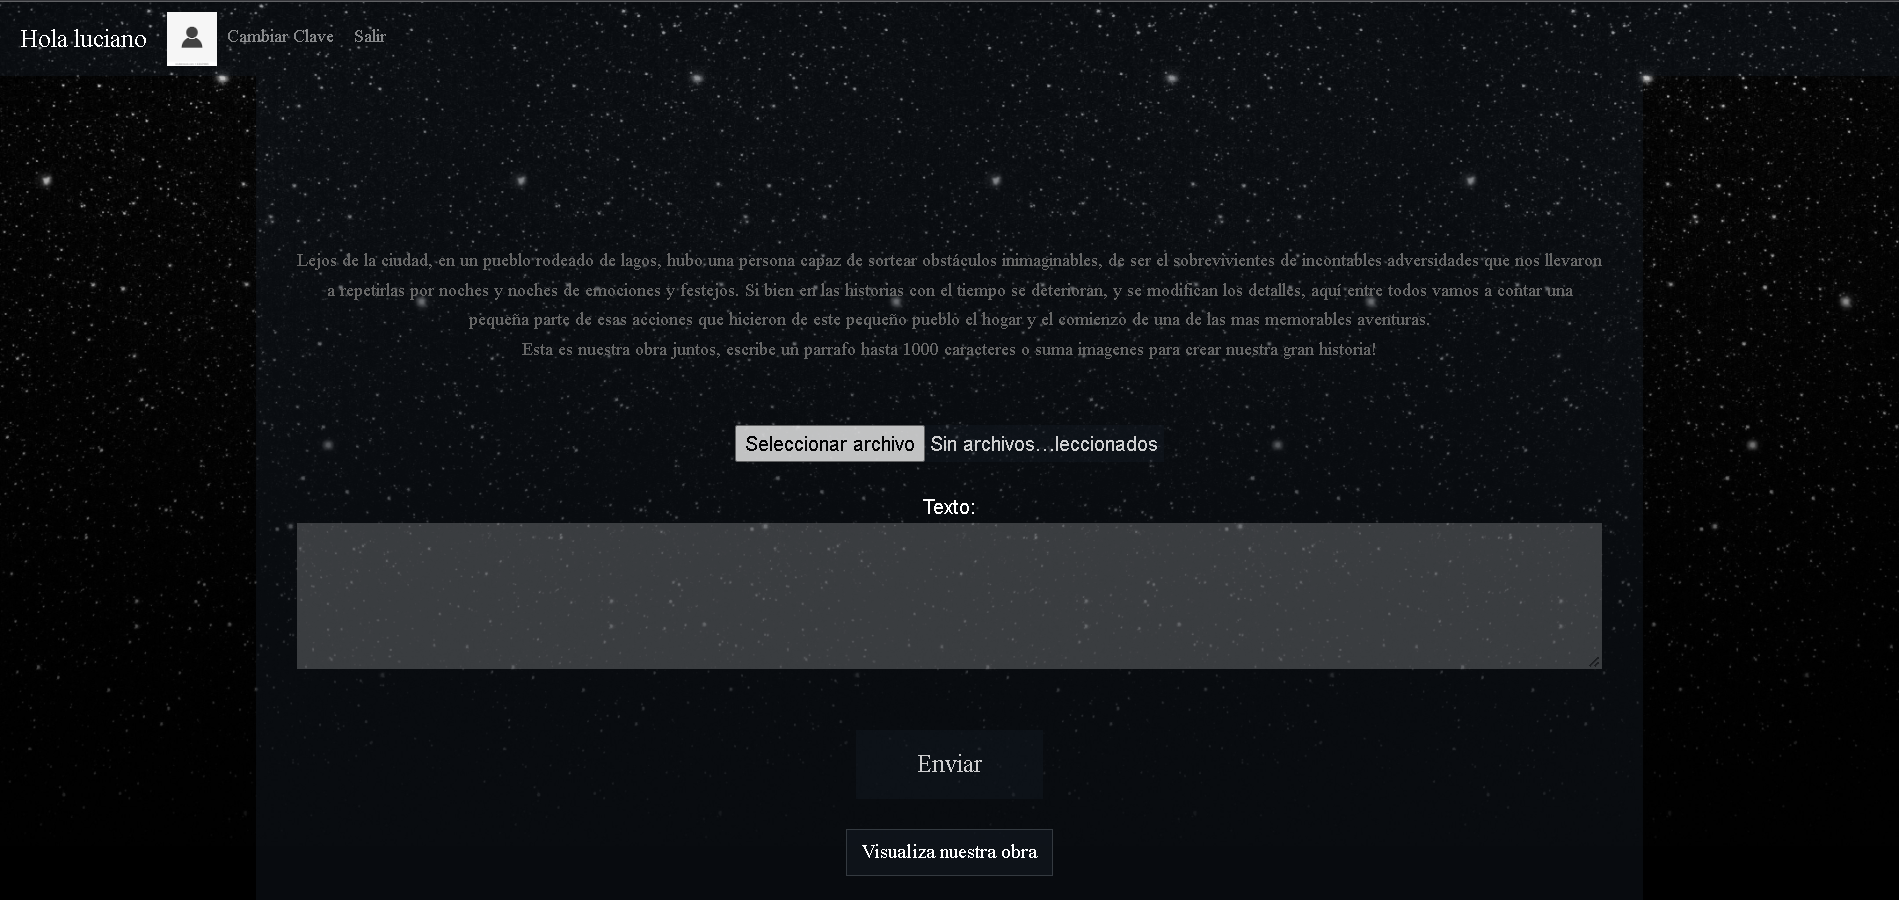 Hola luciano Cambiar Clave Salir
Lejos de la ciudad, en un pueblo rodeado de lagos, hubo una persona capaz de sortear obstáculos inimaginables, de ser el sobrevivientes de incontables adversidades que nos llevaron
a repetirlas por noches y noches de emociones y festejos. Si bien en las historias con el tiempo se deterioran, y se modifican los detalles, aquí entre todos vamos a contar una
pequeña parte de esas acciones que hicieron de este pequeño pueblo el hogar y el comienzo de una de las mas memorables aventuras.
Esta es nuestra obra juntos, escribe un parrafo hasta 1000 caracteres o suma imagenes para crear nuestra gran historia!
Seleccionar archivo Sin archivos…leccionados
Texto:
Enviar
Visualiza nuestra obra